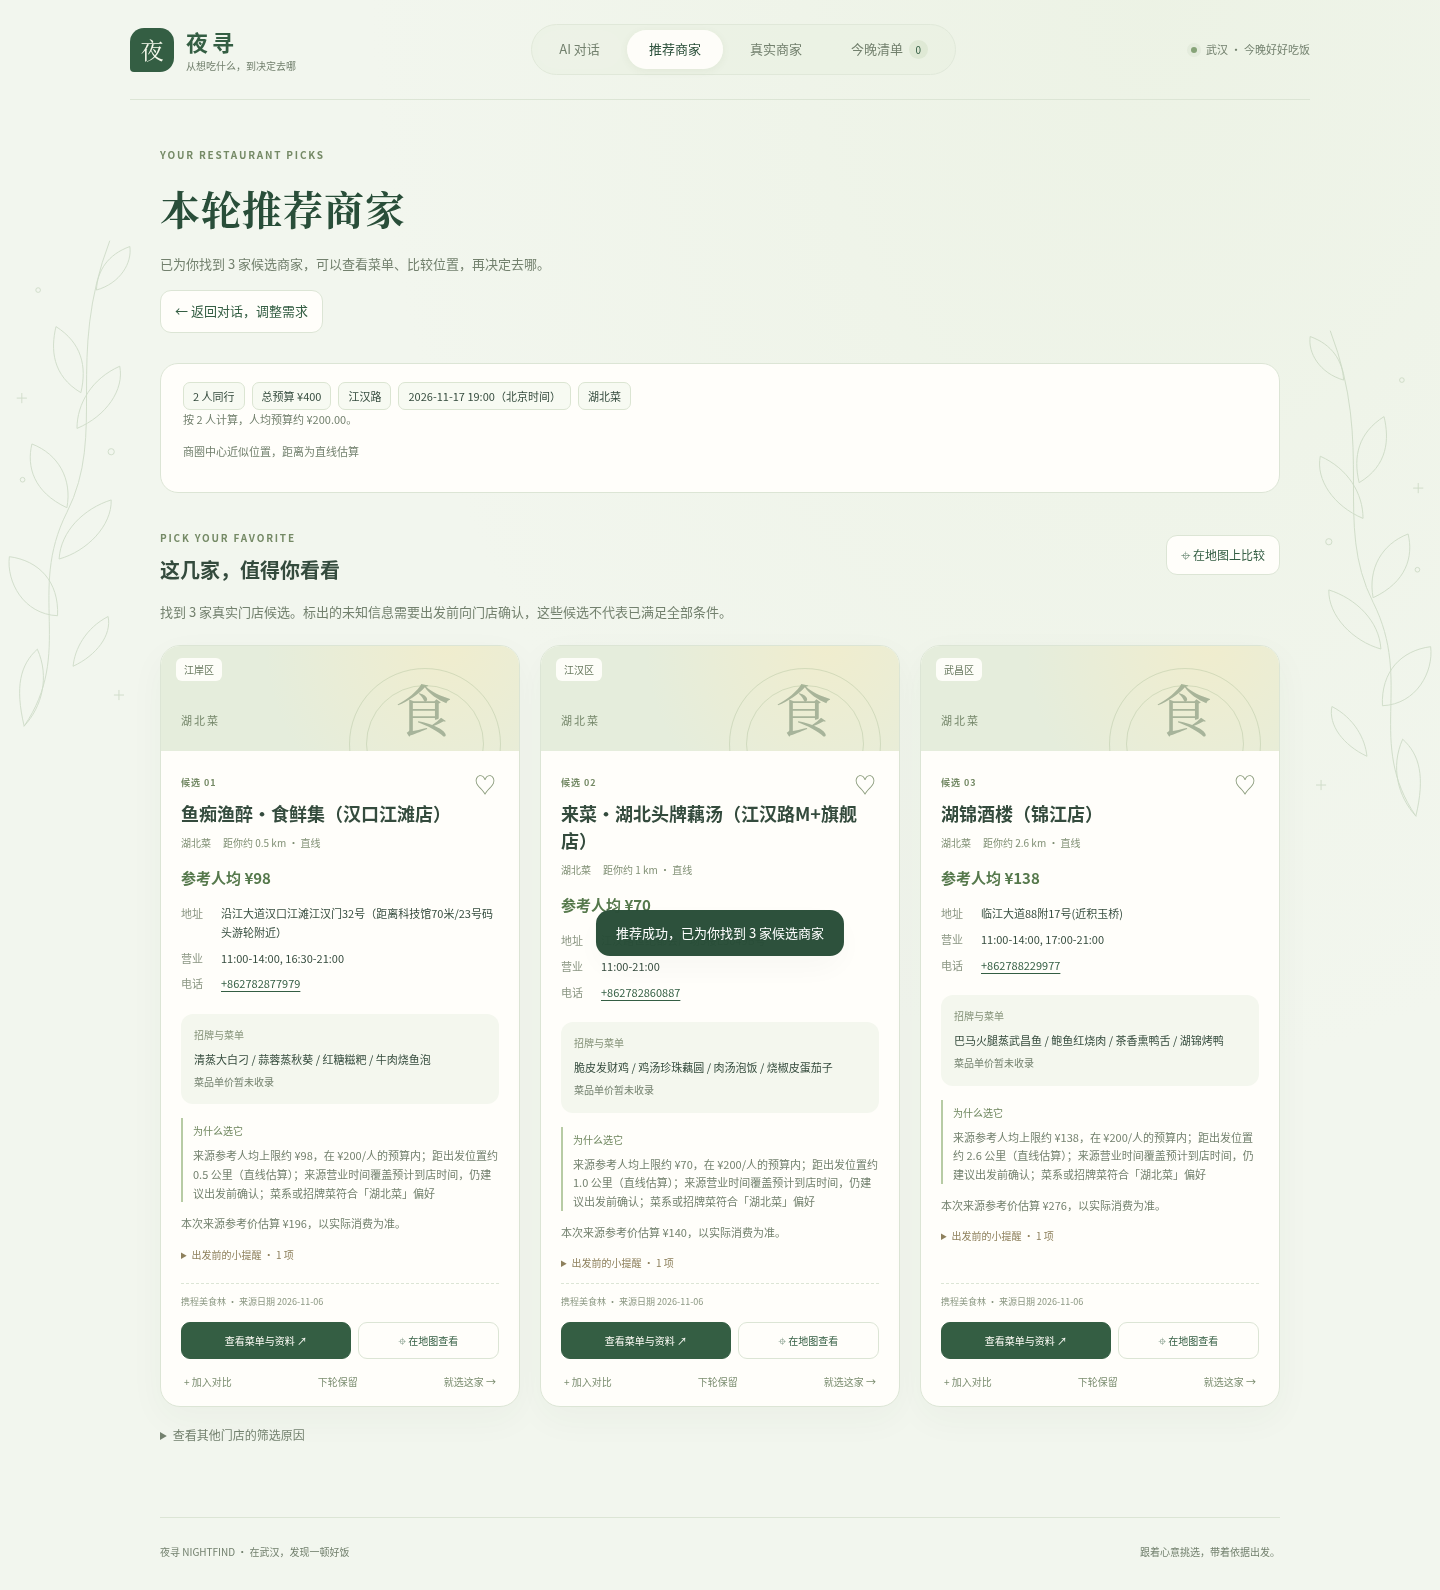 夜
夜寻
从想吃什么，到决定去哪
AI 对话
推荐商家
真实商家
今晚清单 0
武汉 · 今晚好好吃饭
YOUR RESTAURANT PICKS
本轮推荐商家
已为你找到 3 家候选商家，可以查看菜单、比较位置，再决定去哪。
← 返回对话，调整需求
2 人同行
总预算 ¥400
江汉路
2026-11-17 19:00（北京时间）
湖北菜
按 2 人计算，人均预算约 ¥200.00。
商圈中心近似位置，距离为直线估算
PICK YOUR FAVORITE
这几家，值得你看看
⌖ 在地图上比较
找到 3 家真实门店候选。标出的未知信息需要出发前向门店确认，这些候选不代表已满足全部条件。
江岸区
湖北菜
食
候选 01
♡
鱼痴渔醉·食鲜集（汉口江滩店）
湖北菜 距你约 0.5 km · 直线
参考人均 ¥98
地址 沿江大道汉口江滩江汉门32号（距离科技馆70米/23号码
头游轮附近）
营业 11:00-14:00, 16:30-21:00
电话 +862782877979
招牌与菜单
清蒸大白刁 / 蒜蓉蒸秋葵 / 红糖糍粑 / 牛肉烧鱼泡
菜品单价暂未收录
为什么选它
来源参考人均上限约 ¥98，在 ¥200/人的预算内；距出发位置约
0.5 公里（直线估算）；来源营业时间覆盖预计到店时间，仍建
议出发前确认；菜系或招牌菜符合「湖北菜」偏好
本次来源参考价估算 ¥196，以实际消费为准。
▶ 出发前的小提醒 · 1 项
携程美食林 · 来源日期 2026-11-06
查看菜单与资料 ↗
⌖ 在地图查看
+ 加入对比
下轮保留
就选这家 →
江汉区
湖北菜
食
候选 02
♡
来菜·湖北头牌藕汤（江汉路M+旗舰
店）
湖北菜 距你约 1 km · 直线
参考人均 ¥70
地址
推荐成功，已为你找到 3 家候选商家
营业 11:00-21:00
电话 +862782860887
招牌与菜单
脆皮发财鸡 / 鸡汤珍珠藕圆 / 肉汤泡饭 / 烧椒皮蛋茄子
菜品单价暂未收录
为什么选它
来源参考人均上限约 ¥70，在 ¥200/人的预算内；距出发位置约
1.0 公里（直线估算）；来源营业时间覆盖预计到店时间，仍建
议出发前确认；菜系或招牌菜符合「湖北菜」偏好
本次来源参考价估算 ¥140，以实际消费为准。
▶ 出发前的小提醒 · 1 项
携程美食林 · 来源日期 2026-11-06
查看菜单与资料 ↗
⌖ 在地图查看
+ 加入对比
下轮保留
就选这家 →
武昌区
湖北菜
食
候选 03
♡
湖锦酒楼（锦江店）
湖北菜 距你约 2.6 km · 直线
参考人均 ¥138
地址 临江大道88附17号(近积玉桥)
营业 11:00-14:00, 17:00-21:00
电话 +862788229977
招牌与菜单
巴马火腿蒸武昌鱼 / 鲍鱼红烧肉 / 茶香熏鸭舌 / 湖锦烤鸭
菜品单价暂未收录
为什么选它
来源参考人均上限约 ¥138，在 ¥200/人的预算内；距出发位置
约 2.6 公里（直线估算）；来源营业时间覆盖预计到店时间，仍
建议出发前确认；菜系或招牌菜符合「湖北菜」偏好
本次来源参考价估算 ¥276，以实际消费为准。
▶ 出发前的小提醒 · 1 项
携程美食林 · 来源日期 2026-11-06
查看菜单与资料 ↗
⌖ 在地图查看
+ 加入对比
下轮保留
就选这家 →
▶ 查看其他门店的筛选原因
夜寻 NIGHTFIND · 在武汉，发现一顿好饭
跟着心意挑选，带着依据出发。